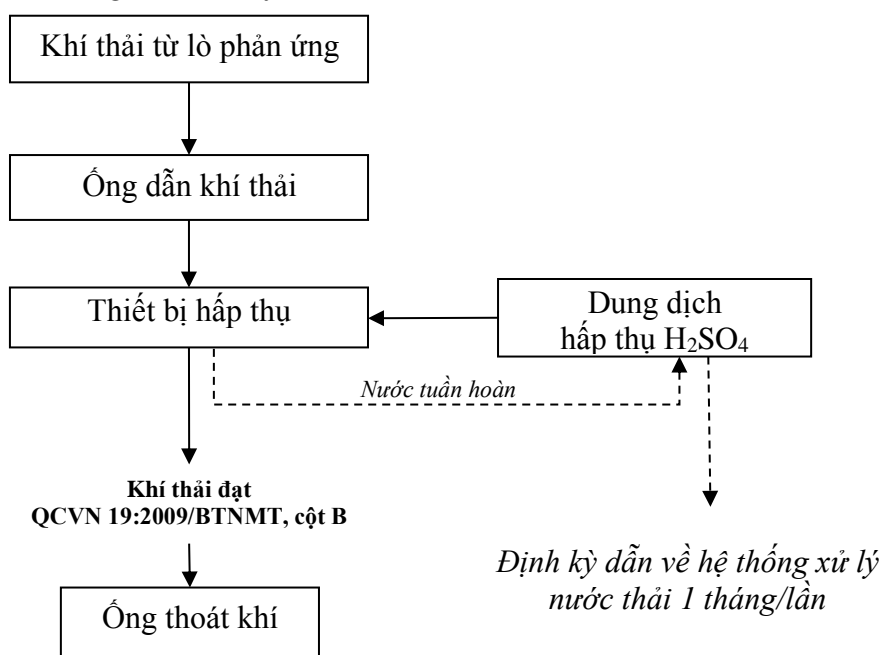 Khí thải từ lò phản ứng
Ống dẫn khí thải
Thiết bị hấp thụ
Dung dịch
hấp thụ H₂SO₄
Nước tuần hoàn
Khí thải đạt
QCVN 19:2009/BTNMT, cột B
Định kỳ dẫn về hệ thống xử lý
nước thải 1 tháng/lần
Ống thoát khí